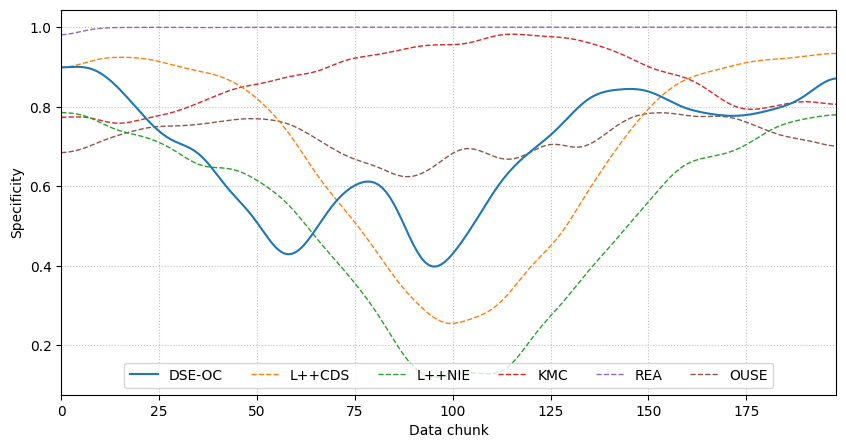 1.0
0.8
0.6
0.4
0.2
Specificity
0 25 50 75 100 125 150 175
Data chunk
DSE-OC L++CDS L++NIE KMC REA OUSE